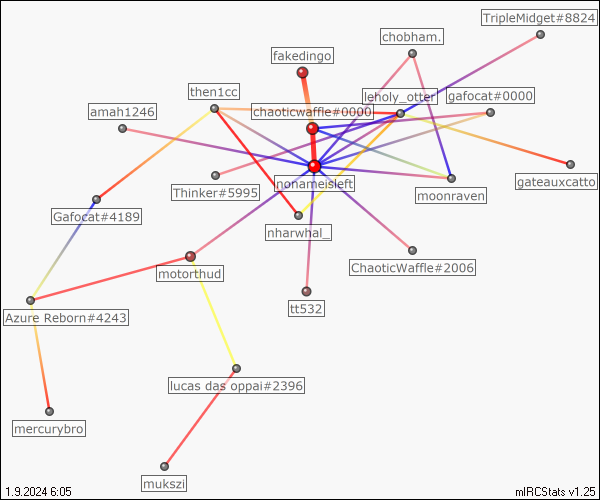 TripleMidget#8824
chobham.
fakedingo
then1cc
leholy_otter
gafocat#0000
amah1246
chaoticwaffle#0000
nonameisleft
Thinker#5995
moonraven
gateauxcatto
Gafocat#4189
nharwhal_
motorthud
ChaoticWaffle#2006
tt532
Azure Reborn#4243
lucas das oppai#2396
mercurybro
mukszi
1.9.2024 6:05
mIRCStats v1.25